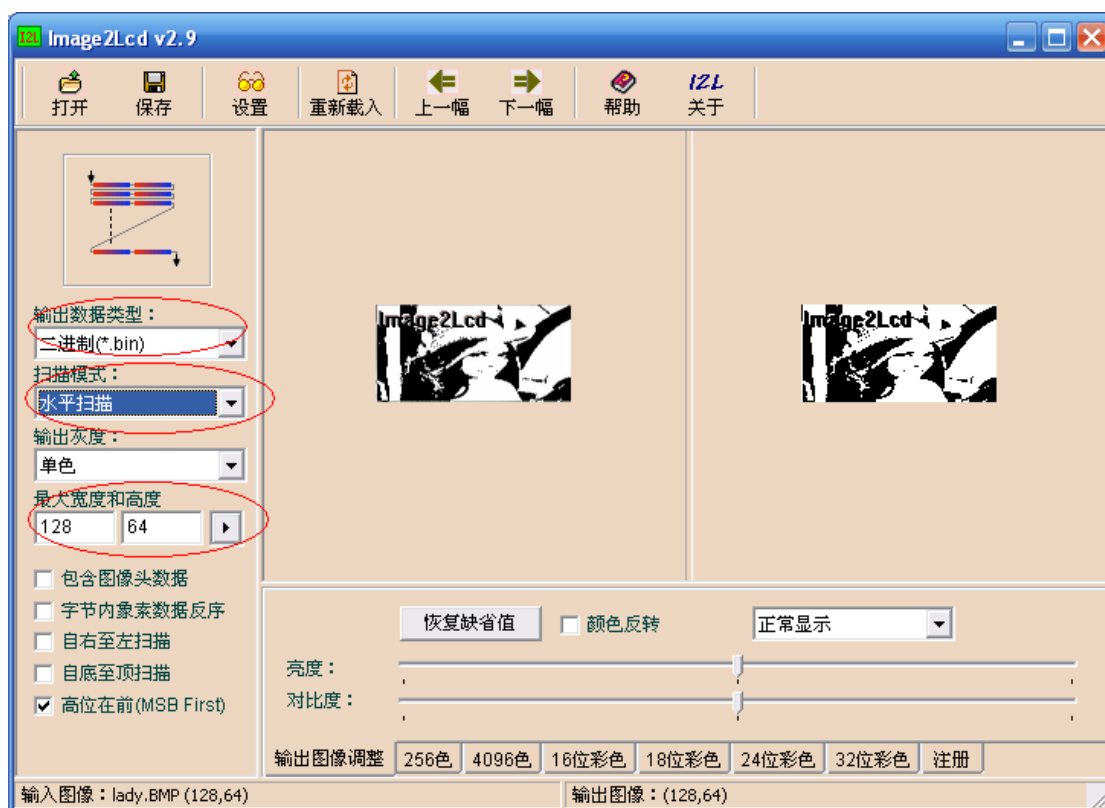 I2L Image2Lcd v2.9
打开 保存 设置 重新载入 上一幅 下一幅 帮助 I2L 关于
输出数据类型：
二进制(*.bin)
扫描模式：
水平扫描
输出灰度：
单色
最大宽度和高度
128 64
包含图像头数据
字节内象素数据反序
自右至左扫描
自底至顶扫描
高位在前(MSB First)
Image2Lcd
Image2Lcd
恢复缺省值 颜色反转 正常显示
亮度：
对比度：
输出图像调整 256色 4096色 16位彩色 18位彩色 24位彩色 32位彩色 注册
输入图像：lady.BMP (128,64) 输出图像：(128,64)